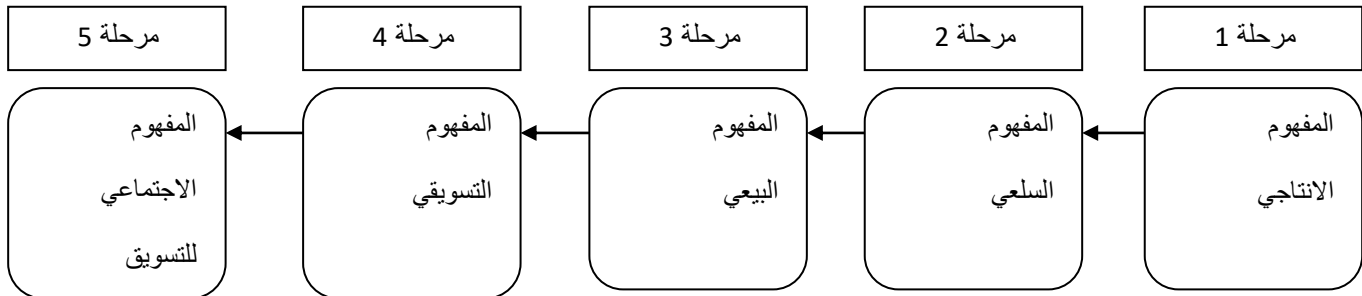 مرحلة 1
مرحلة 2
مرحلة 3
مرحلة 4
مرحلة 5
المفهوم
الانتاجي
المفهوم
السلعي
المفهوم
البيعي
المفهوم
التسويقي
المفهوم
الاجتماعي
للتسويق